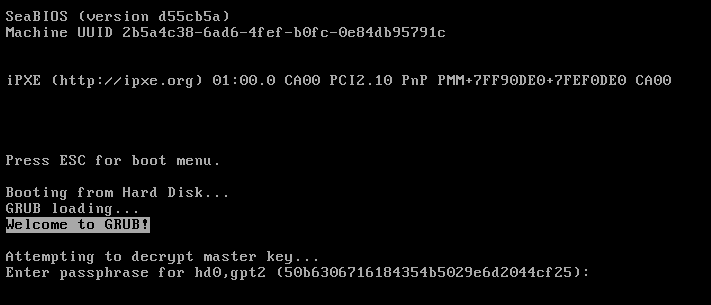 SeaBIOS (version d55cb5a)
Machine UUID 2b5a4c38-6ad6-4fef-b0fc-0e84db95791c
iPXE (http://ipxe.org) 01:00.0 CA00 PCI2.10 PnP PMM+7FF90DE0+7FEF0DE0 CA00
Press ESC for boot menu.
Booting from Hard Disk...
GRUB loading...
Welcome to GRUB!
Attempting to decrypt master key...
Enter passphrase for hd0,gpt2 (50b6306716184354b5029e6d2044cf25):